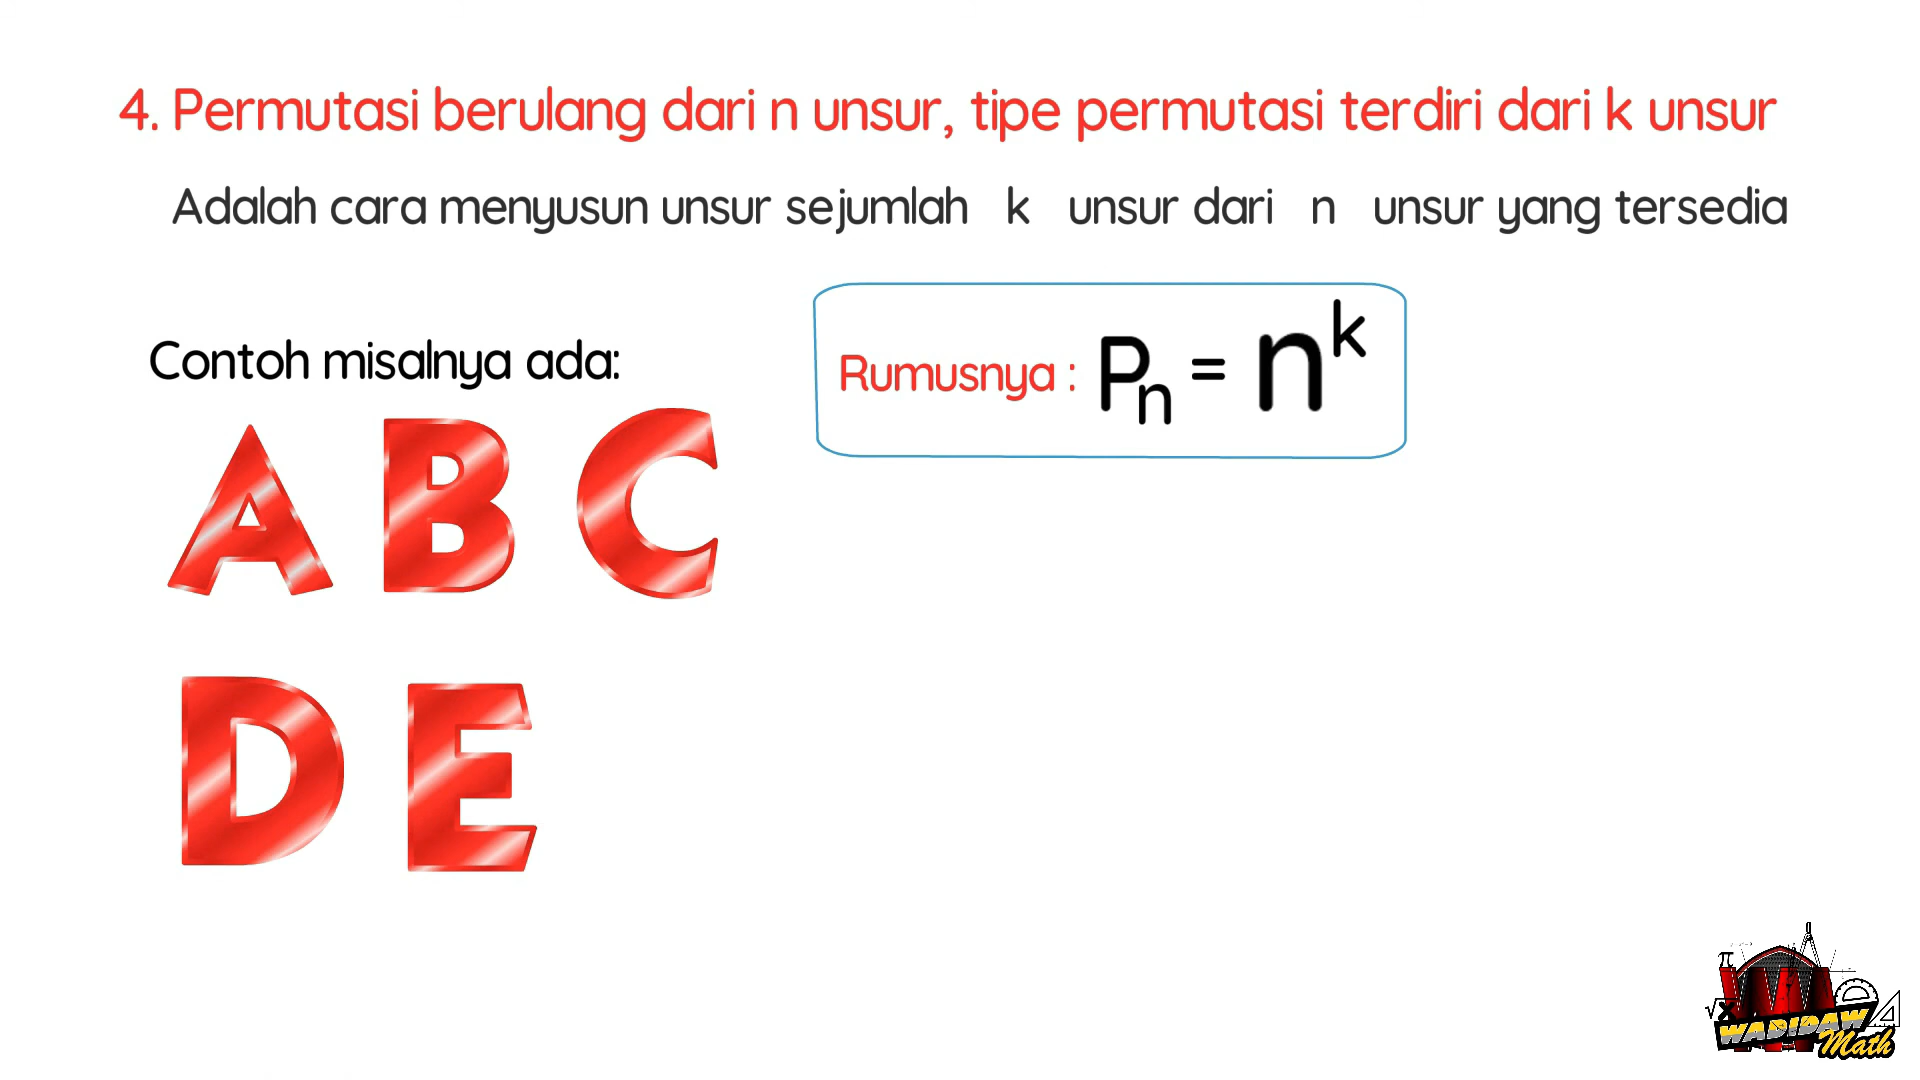 4. Permutasi berulang dari n unsur, tipe permutasi terdiri dari k unsur
Adalah cara menyusun unsur sejumlah k unsur dari n unsur yang tersedia
Contoh misalnya ada:
Rumusnya : Pn = n^k
A B C
D E
π
√x
WADIDAW
Math